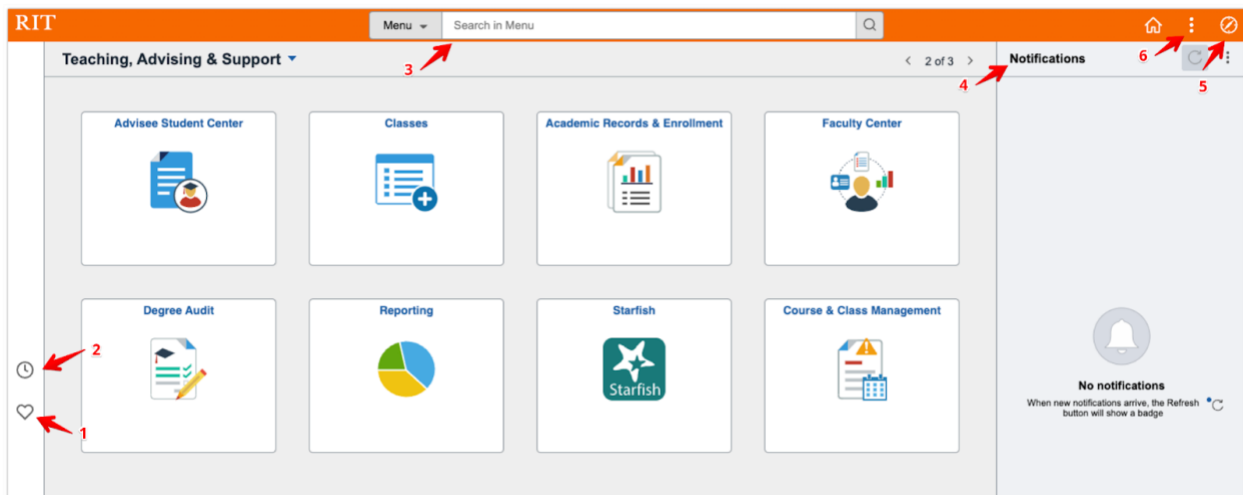 RIT
Menu
Search in Menu
3
6
5
Teaching, Advising & Support
2 of 3
4
Notifications
Advisee Student Center
Classes
Academic Records & Enrollment
Faculty Center
Degree Audit
Reporting
Starfish
Course & Class Management
Starfish
2
1
No notifications
When new notifications arrive, the Refresh
button will show a badge